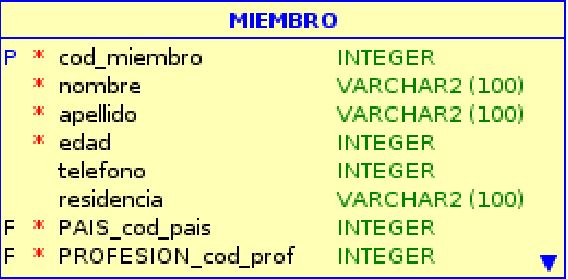 MIEMBRO
P * cod_miembro INTEGER
* nombre VARCHAR2 (100)
* apellido VARCHAR2 (100)
* edad INTEGER
telefono INTEGER
residencia VARCHAR2 (100)
F * PAIS_cod_pais INTEGER
F * PROFESION_cod_prof INTEGER